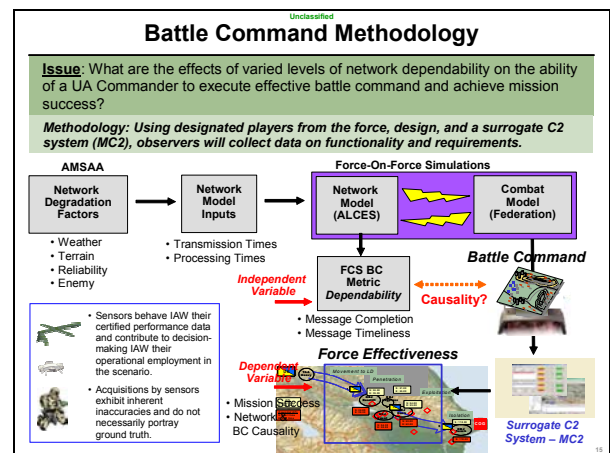 Unclassified
Battle Command Methodology
Issue: What are the effects of varied levels of network dependability on the ability
of a UA Commander to execute effective battle command and achieve mission
success?
Methodology: Using designated players from the force, design, and a surrogate C2
system (MC2), observers will collect data on functionality and requirements.
AMSAA
Force-On-Force Simulations
Network
Degradation
Factors
Network
Model
Inputs
Network
Model
(ALCES)
Combat
Model
(Federation)
• Weather
• Terrain
• Reliability
• Enemy
• Transmission Times
• Processing Times
FCS BC
Metric
Dependability
Battle Command
Independent
Variable
Causality?
• Message Completion
• Message Timeliness
• Sensors behave IAW their
certified performance data
and contribute to decision-
making IAW their
operational employment in
the scenario.
• Acquisitions by sensors
exhibit inherent
inaccuracies and do not
necessarily portray
ground truth.
Force Effectiveness
Dependent
Variable
Movement to LD
Penetration
Exploitation
Isolation
• Mission Success
• Network
BC Causality
COG
Surrogate C2
System – MC2
15